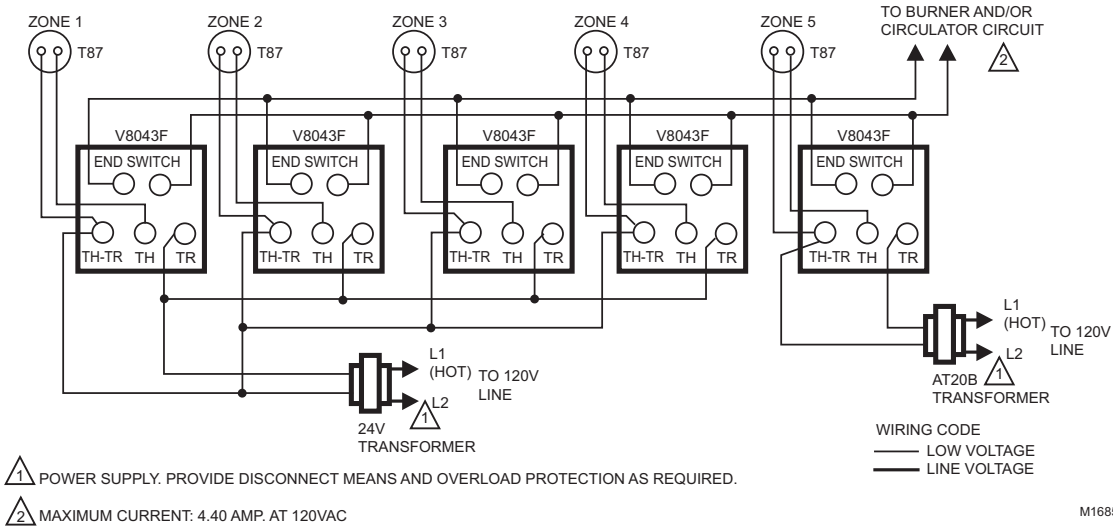 ZONE 1
ZONE 2
ZONE 3
ZONE 4
ZONE 5
TO BURNER AND/OR
CIRCULATOR CIRCUIT
2
T87
T87
T87
T87
T87
V8043F
V8043F
V8043F
V8043F
V8043F
END SWITCH
END SWITCH
END SWITCH
END SWITCH
END SWITCH
TH-TR TH TR
TH-TR TH TR
TH-TR TH TR
TH-TR TH TR
TH-TR TH TR
L1
(HOT)
TO 120V
LINE
L2
1
24V
TRANSFORMER
L1
(HOT)
TO 120V
LINE
L2
1
AT20B
TRANSFORMER
WIRING CODE
LOW VOLTAGE
LINE VOLTAGE
1 POWER SUPPLY. PROVIDE DISCONNECT MEANS AND OVERLOAD PROTECTION AS REQUIRED.
2 MAXIMUM CURRENT: 4.40 AMP. AT 120VAC